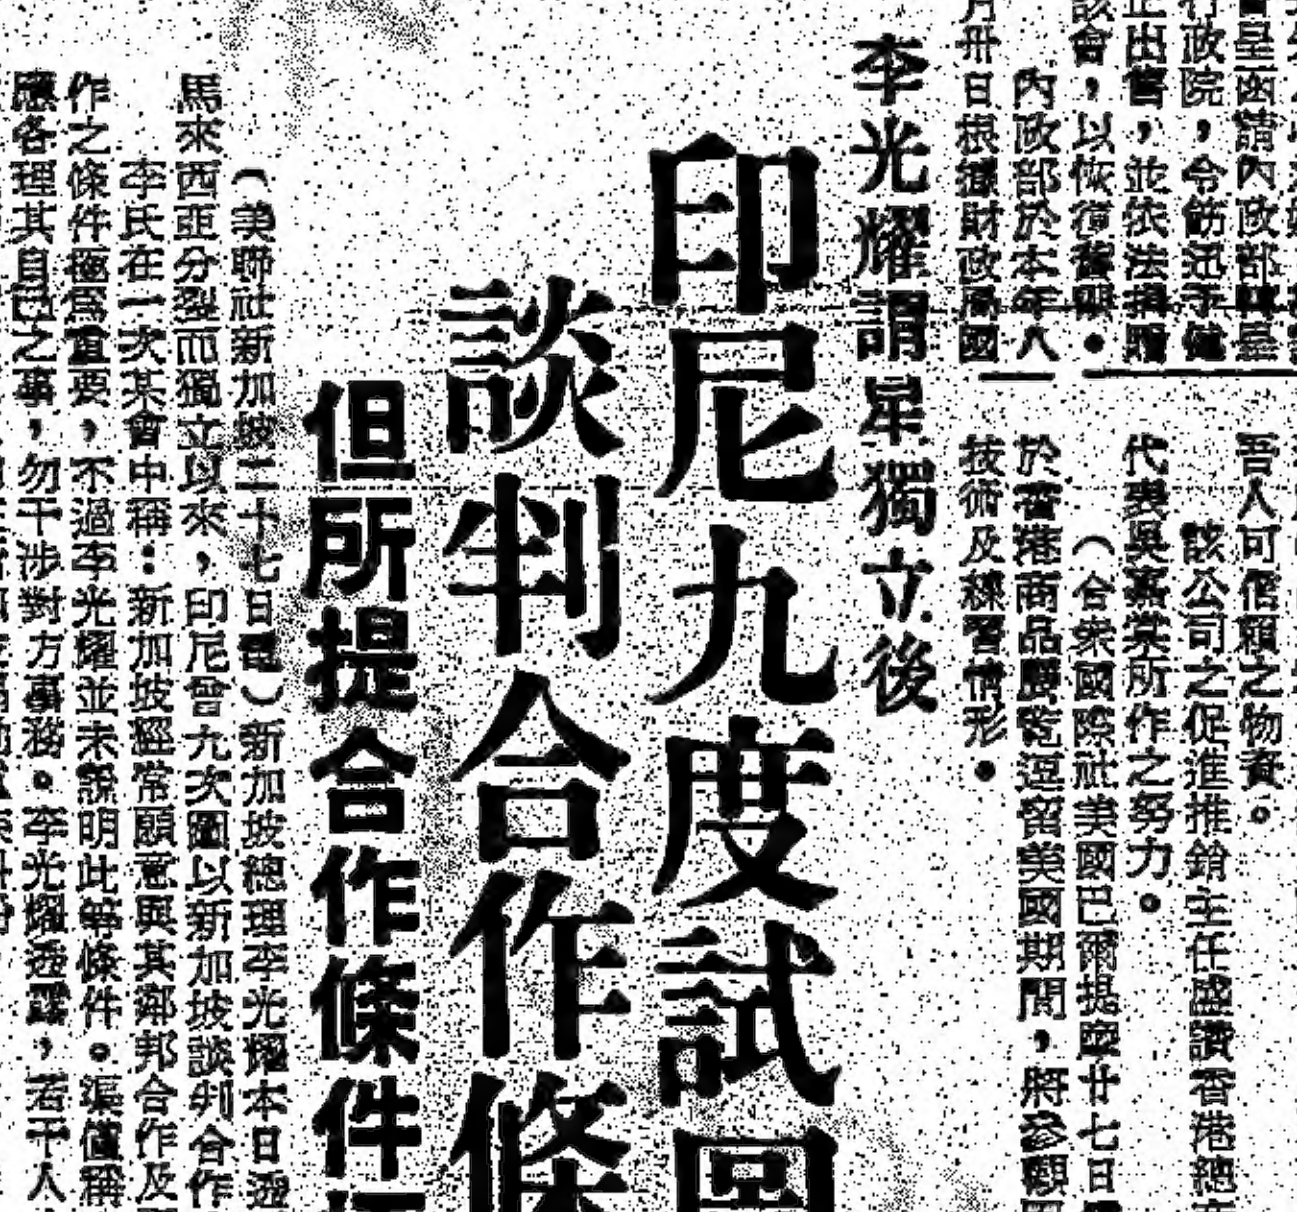 李光耀謂星獨立後
印尼九度試圖
談判合作條
但所提合作條件
（美聯社新加坡二十七日電）新加坡總理李光耀本日透
馬來西亞分裂而獨立以來，印尼曾九次圖以新加坡談判合作
李氏在一次某會中稱：新加坡經常願意與其鄰邦合作及
作之條件極爲重要，不過李光耀並未說明此等條件。渠僅稱
應各理其自己之事，勿干涉對方事務。李光耀透露，若干人
星函請內政部轉呈
行政院，令飭迅予
止出售，並依法撥贈
該會，以恢復舊
內政部於本年八
月卅日根據財政局國
吾人可信賴之物資。
該公司之促進推銷主任盛讚香港總
代表吳嘉棠所作之努力。
（合衆國際社美國巴爾提摩廿七日
於香港商品展覽逗留美國期間，將參觀
技術及練習情形。